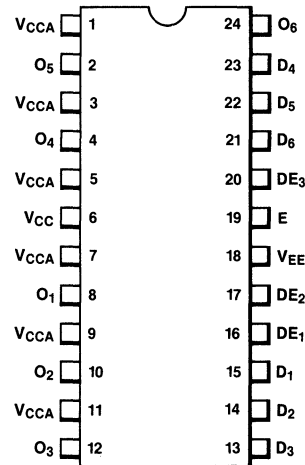 VCCA 1 24 O6
O5 2 23 D4
VCCA 3 22 D5
O4 4 21 D6
VCCA 5 20 DE3
VCC 6 19 E
VCCA 7 18 VEE
O1 8 17 DE2
VCCA 9 16 DE1
O2 10 15 D1
VCCA 11 14 D2
O3 12 13 D3